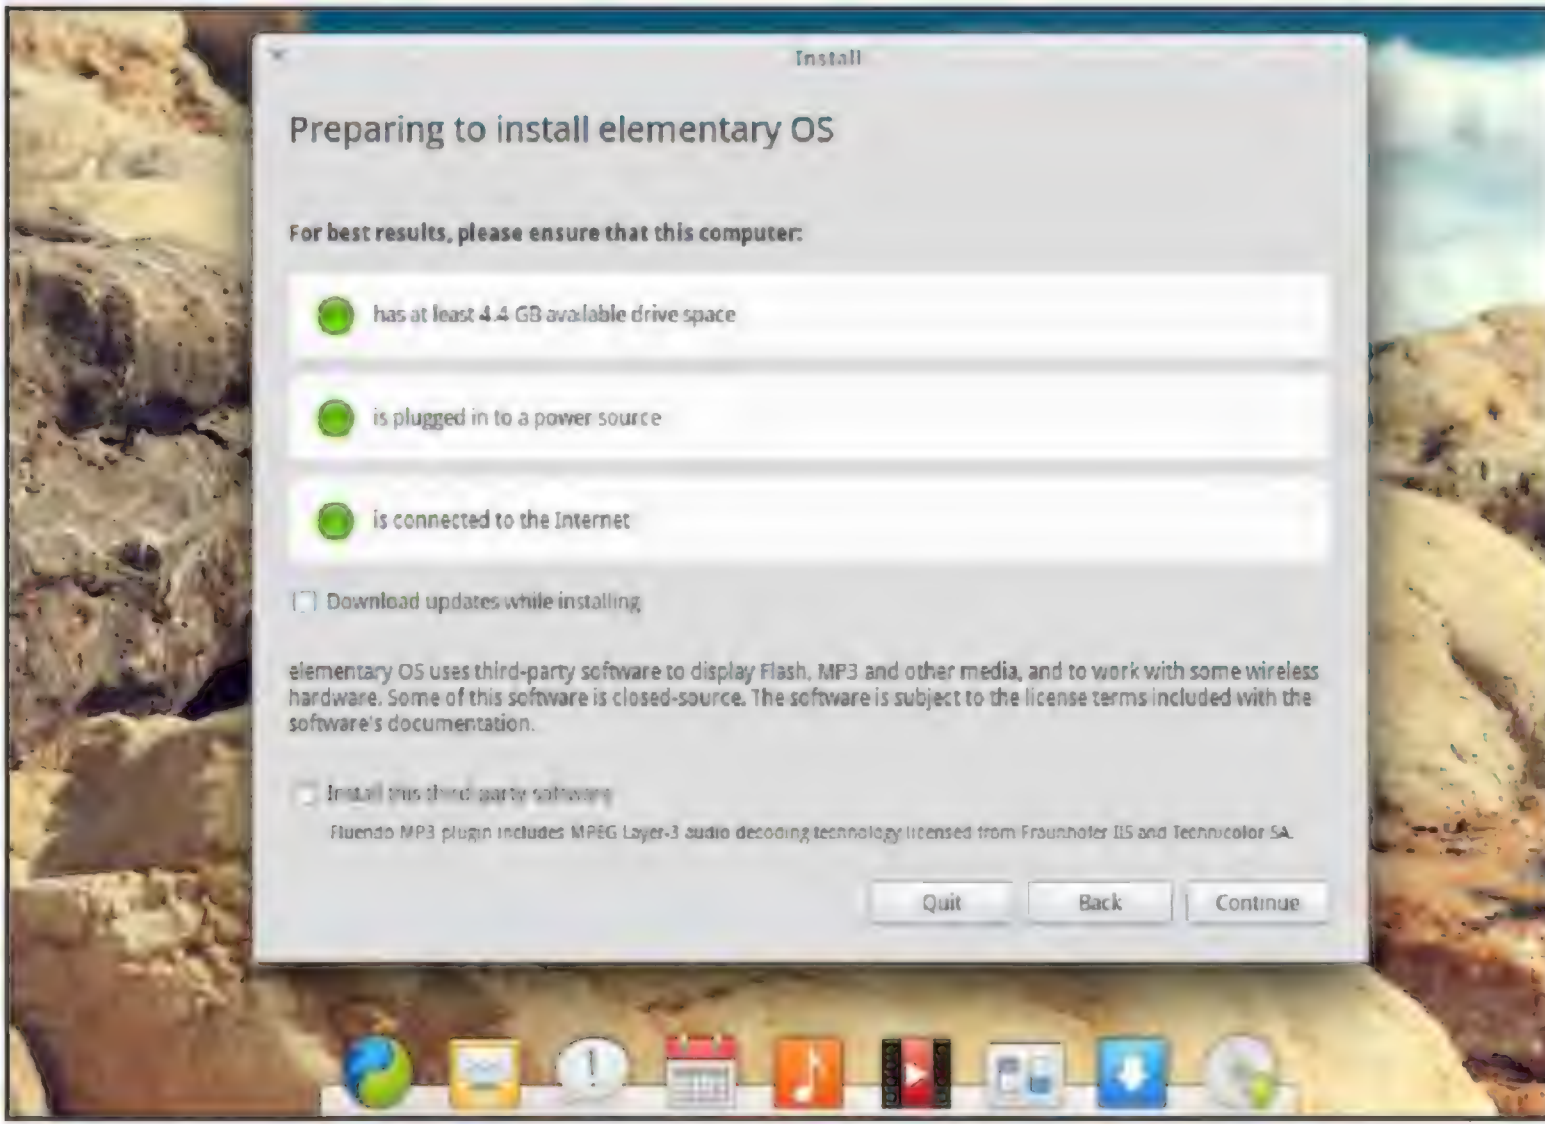 Install
Preparing to install elementary OS
For best results, please ensure that this computer:
has at least 4.4 GB available drive space
is plugged in to a power source
is connected to the Internet
Download updates while installing
elementary OS uses third-party software to display Flash, MP3 and other media, and to work with some wireless
hardware. Some of this software is closed-source. The software is subject to the license terms included with the
software's documentation.
Install this third-party software
Fluendo MP3 plugin includes MPEG Layer-3 audio decoding technology licensed from Fraunhofer IIS and Technicolor SA.
Quit Back Continue